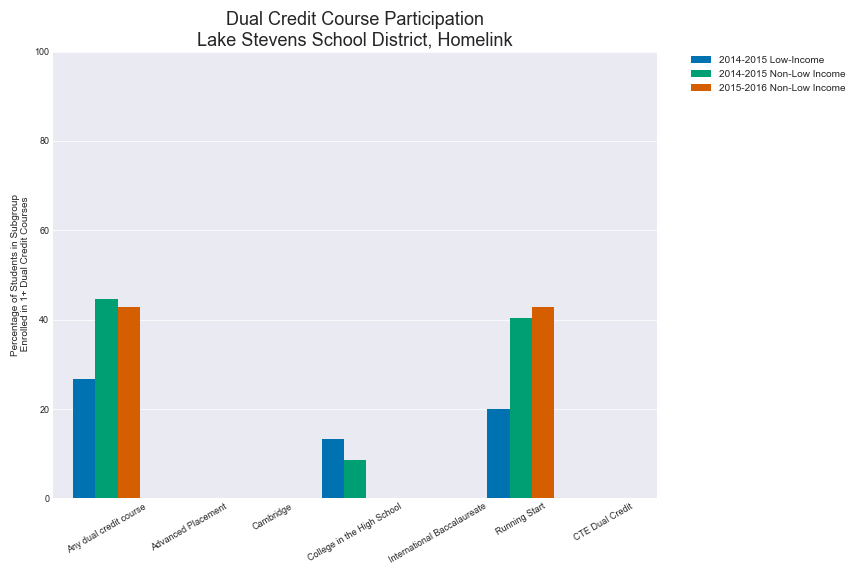 Dual Credit Course Participation
Lake Stevens School District, Homelink
2014-2015 Low-Income
2014-2015 Non-Low Income
2015-2016 Non-Low Income
Percentage of Students in Subgroup
Enrolled in 1+ Dual Credit Courses
100
80
60
40
20
0
Any dual credit course
Advanced Placement
Cambridge
College in the High School
International Baccalaureate
Running Start
CTE Dual Credit